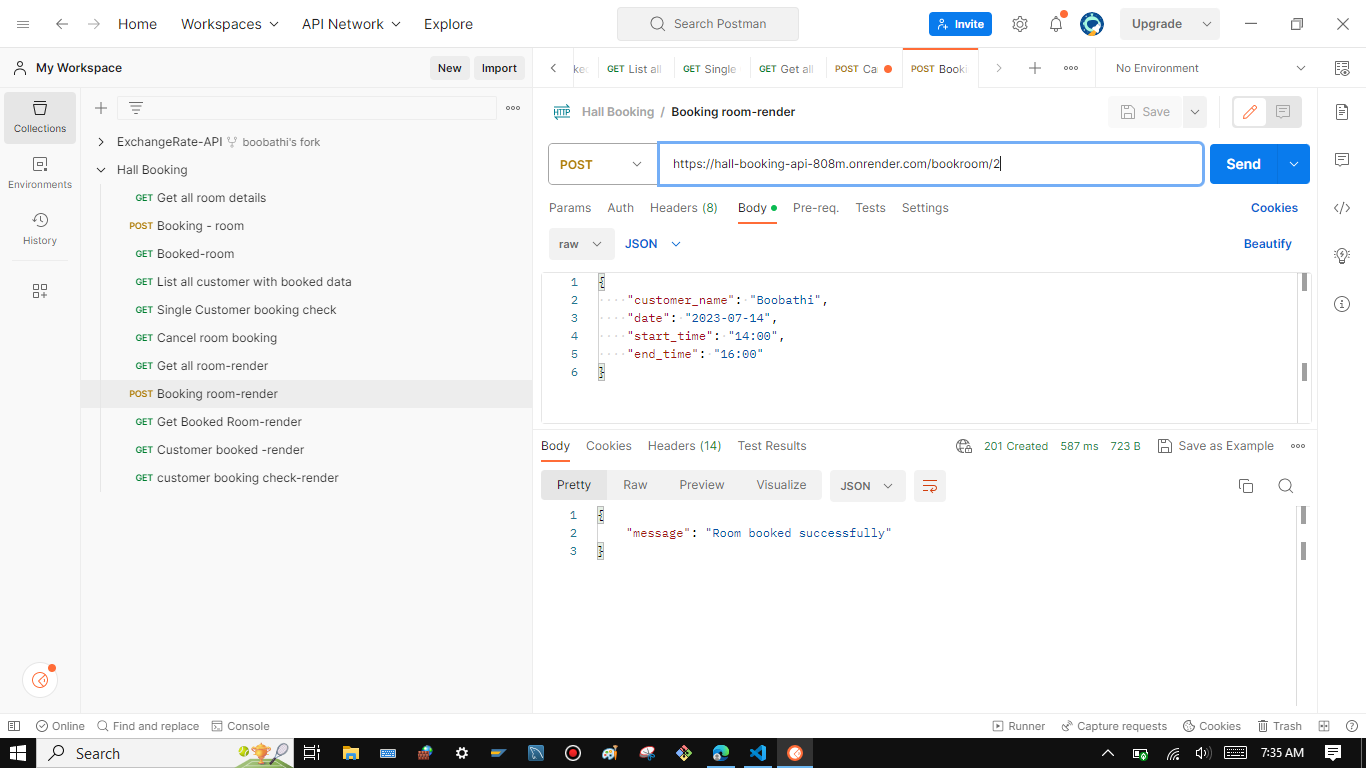 Home Workspaces API Network Explore Search Postman Invite Upgrade
My Workspace New Import
GET List all GET Single GET Get all POST Ca POST Booki No Environment
Collections
Environments
History
ExchangeRate-API boobathi's fork
Hall Booking
GET Get all room details
POST Booking - room
GET Booked-room
GET List all customer with booked data
GET Single Customer booking check
GET Cancel room booking
GET Get all room-render
POST Booking room-render
GET Get Booked Room-render
GET Customer booked -render
GET customer booking check-render
HTTP Hall Booking / Booking room-render Save
POST https://hall-booking-api-808m.onrender.com/bookroom/2 Send
Params Auth Headers (8) Body Pre-req. Tests Settings Cookies
raw JSON Beautify
1 {
2 "customer_name": "Boobathi",
3 "date": "2023-07-14",
4 "start_time": "14:00",
5 "end_time": "16:00"
6 }
Body Cookies Headers (14) Test Results 201 Created 587 ms 723 B Save as Example
Pretty Raw Preview Visualize JSON
1 {
2 "message": "Room booked successfully"
3 }
Online Find and replace Console Runner Capture requests Cookies Trash
Search 7:35 AM